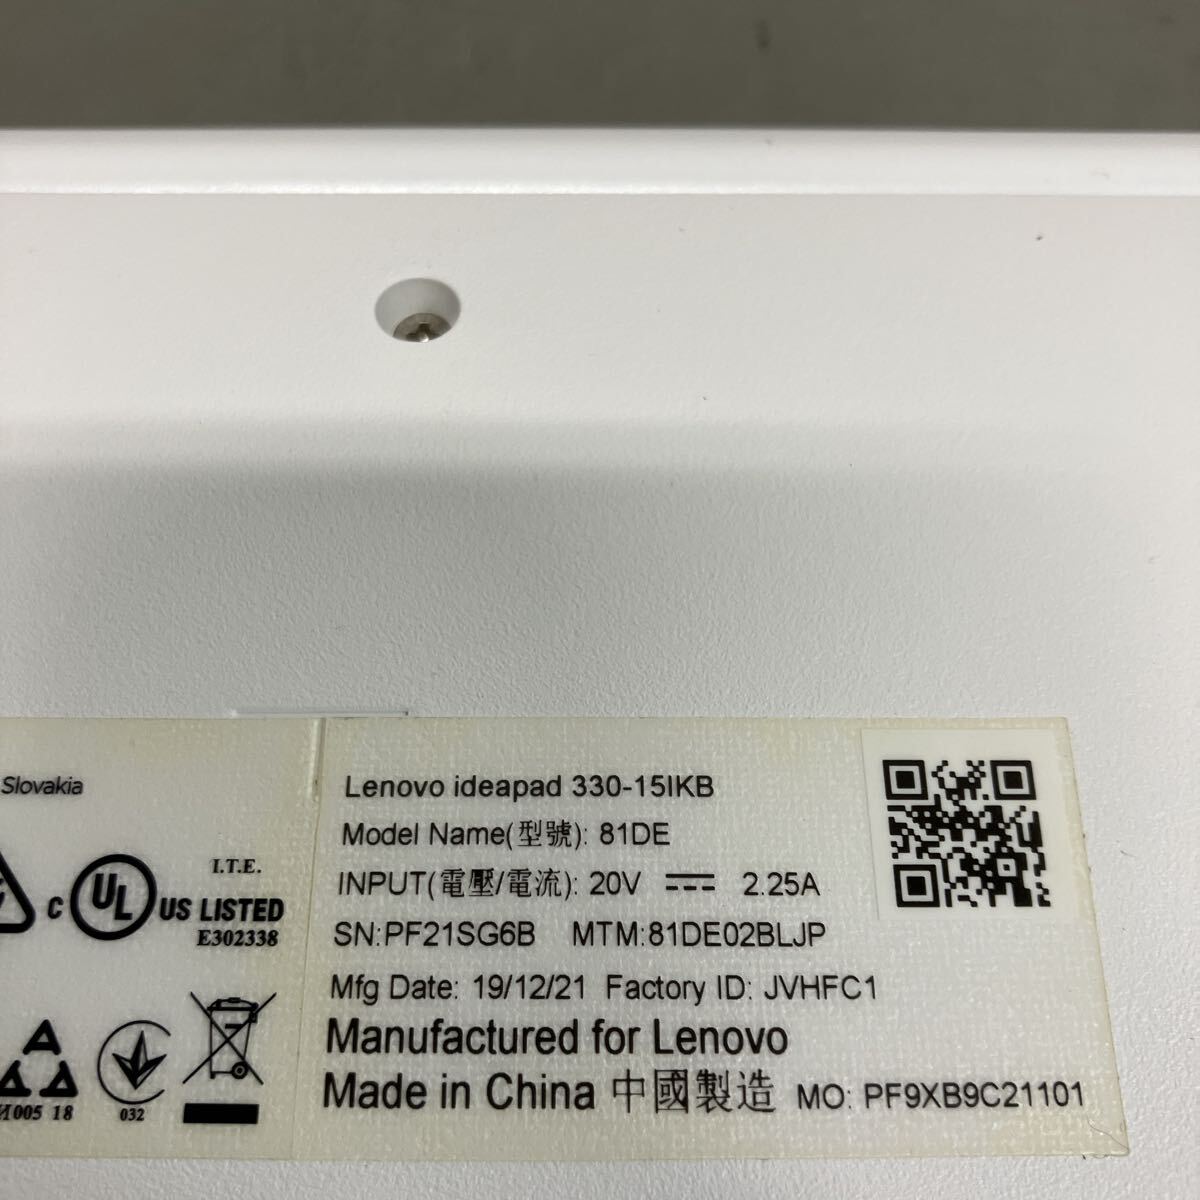 Slovakia
I.T.E.
C UL US LISTED
E302338
005 18
032
Lenovo ideapad 330-15IKB
Model Name(型號): 81DE
INPUT(電壓/電流): 20V ⎓ 2.25A
SN:PF21SG6B MTM:81DE02BLJP
Mfg Date: 19/12/21 Factory ID: JVHFC1
Manufactured for Lenovo
Made in China 中國製造 MO: PF9XB9C21101